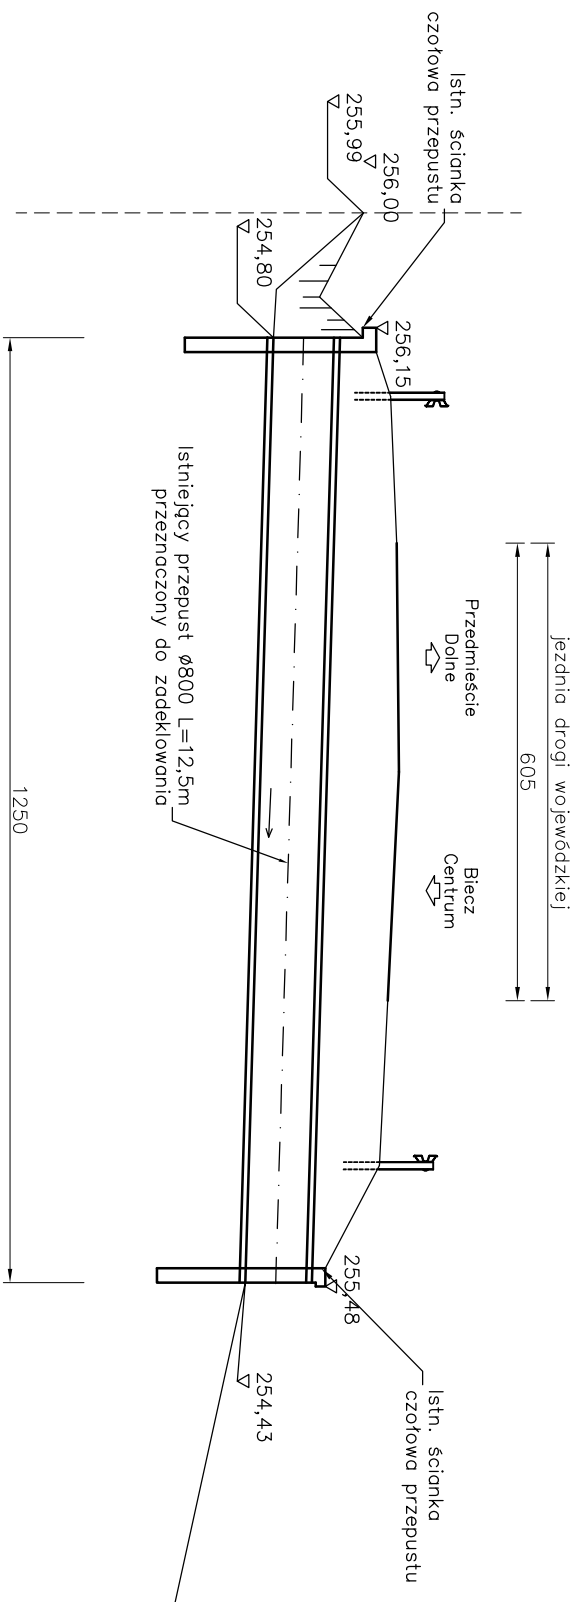 Istn. ścianka
czołowa przepustu
255,99
256,00
254,80
256,15
jezdnia drogi wojewódzkiej
605
Przedmieście
Dolne
Biecz
Centrum
Istniejący przepust ø800 L=12,5m
przeznaczony do zadeklowania
1250
255,48
254,43
Istn. ścianka
czołowa przepustu